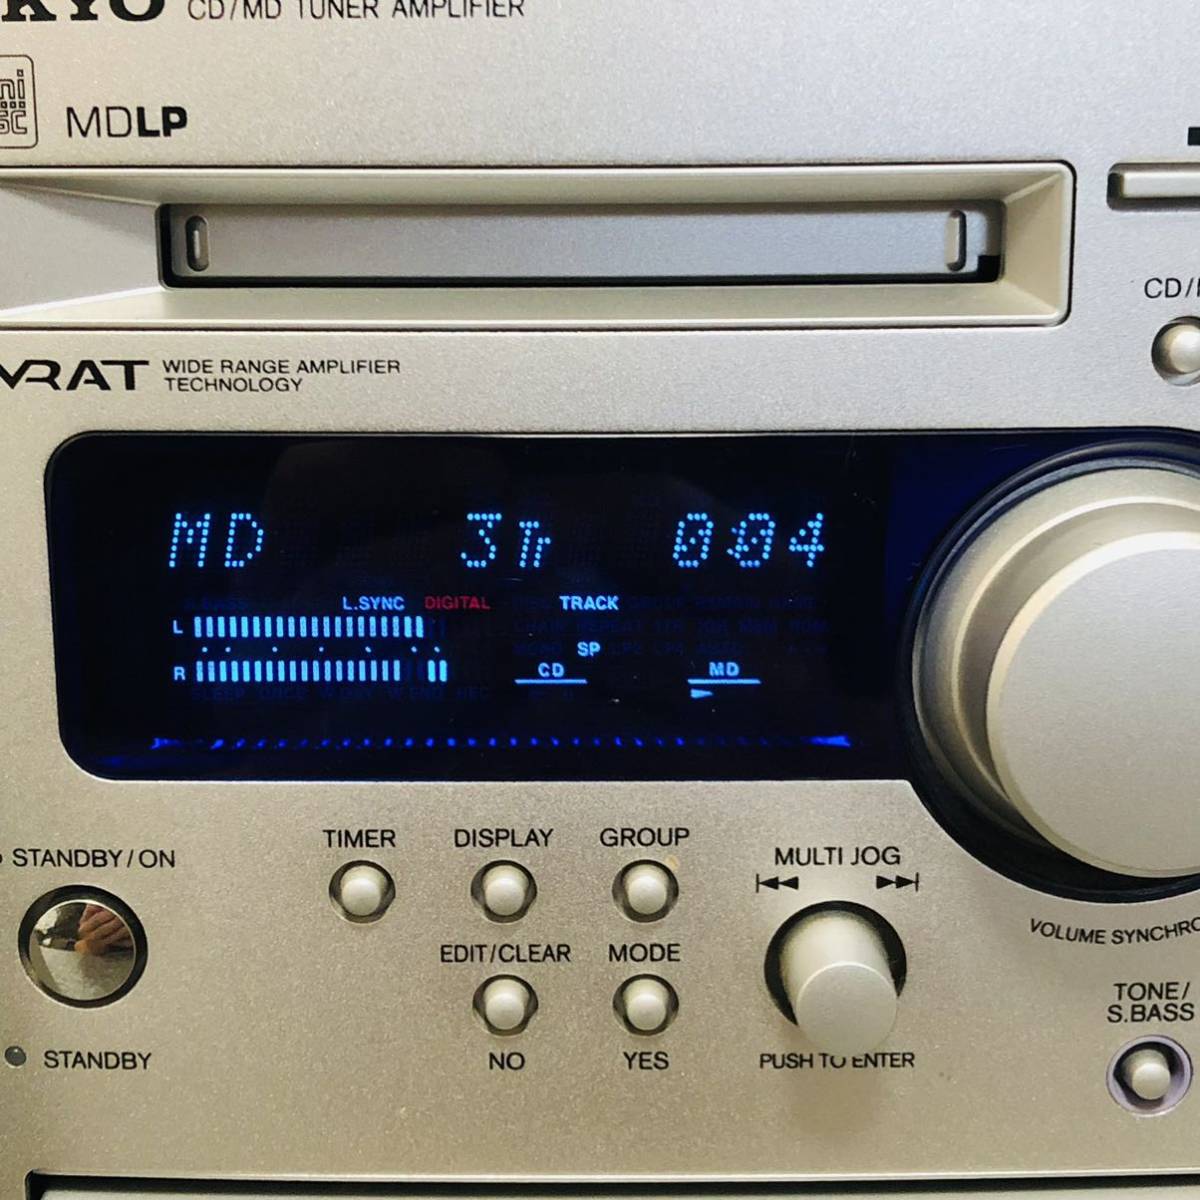 KYO CD/MD TUNER AMPLIFIER
MDLP
CD/
WRAT WIDE RANGE AMPLIFIER
TECHNOLOGY
MD 3Tr 0:04
L.SYNC DIGITAL TRACK
L
SP
R CD MD
TIMER DISPLAY GROUP
STANDBY/ON
MULTI JOG
EDIT/CLEAR MODE
VOLUME SYNCHRO
TONE/
S.BASS
STANDBY
NO YES
PUSH TO ENTER